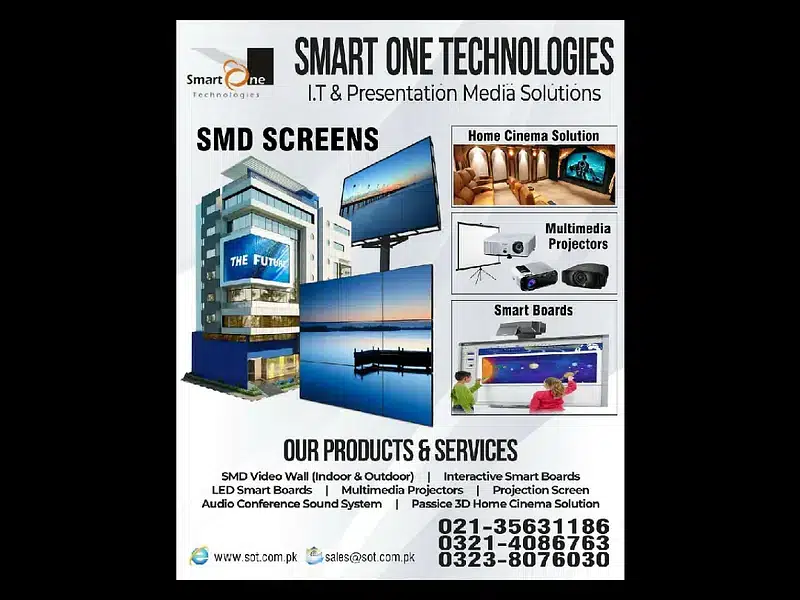 Smart One
Technologies
SMART ONE TECHNOLOGIES
I.T & Presentation Media Solutions
SMD SCREENS
THE FUTURE
Home Cinema Solution
Multimedia
Projectors
Smart Boards
OUR PRODUCTS & SERVICES
SMD Video Wall (Indoor & Outdoor) | Interactive Smart Boards
LED Smart Boards | Multimedia Projectors | Projection Screen
Audio Conference Sound System | Passice 3D Home Cinema Solution
021-35631186
0321-4086763
0323-8076030
www.sot.com.pk sales@sot.com.pk